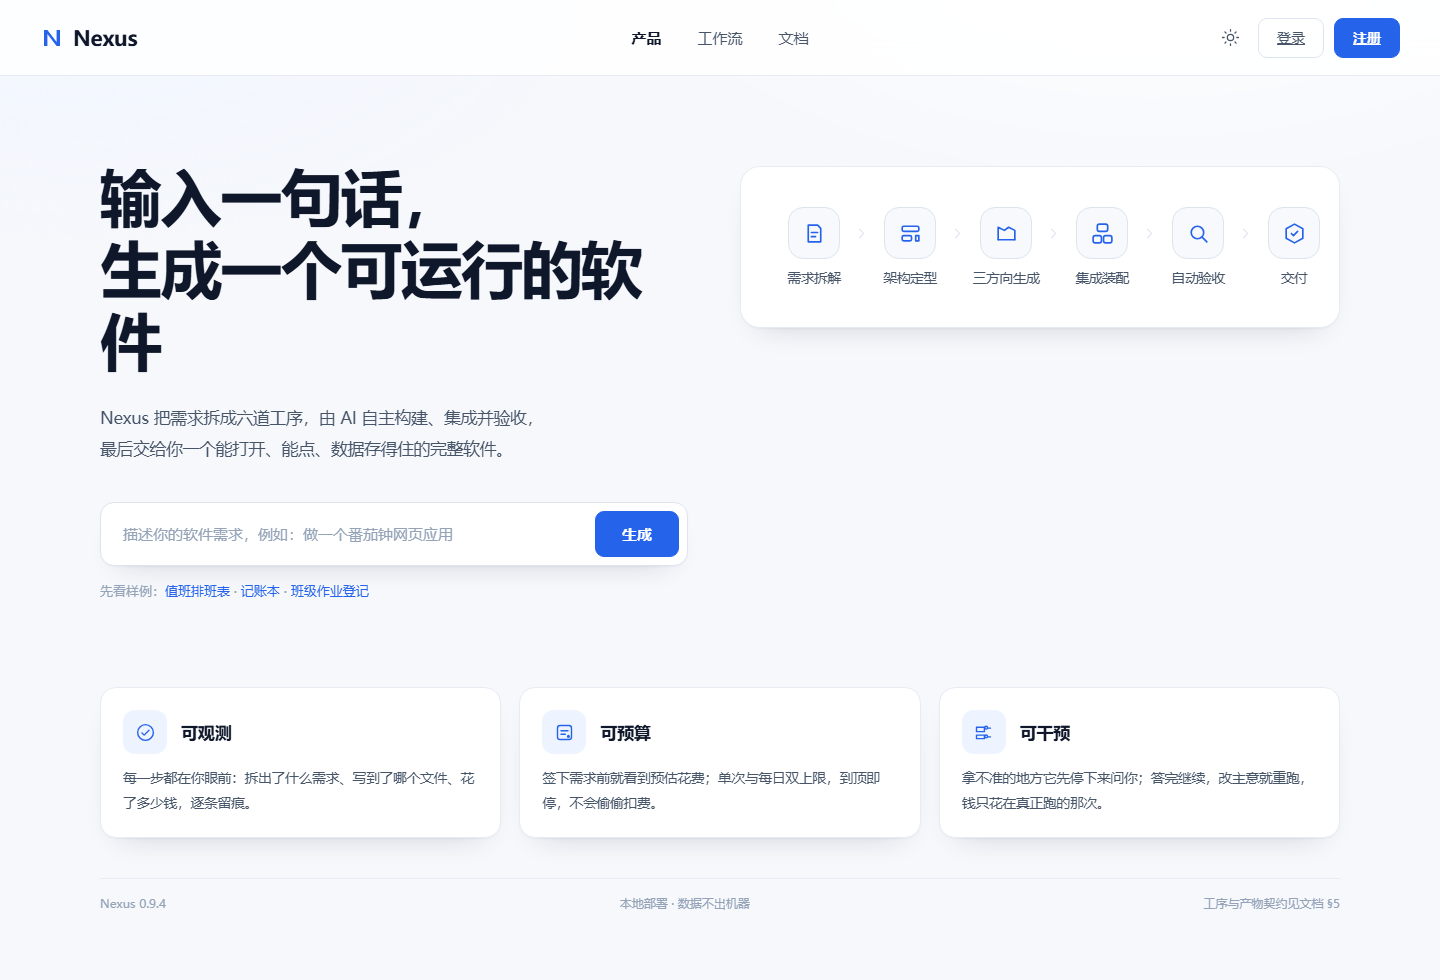 Nexus
产品
工作流
文档
登录
注册
输入一句话，
生成一个可运行的软
件
Nexus 把需求拆成六道工序，由 AI 自主构建、集成并验收，
最后交给你一个能打开、能点、数据存得住的完整软件。
描述你的软件需求，例如：做一个番茄钟网页应用
生成
先看样例：值班排班表 · 记账本 · 班级作业登记
需求拆解
架构定型
三方向生成
集成装配
自动验收
交付
可观测
每一步都在你眼前：拆出了什么需求、写到了哪个文件、花
了多少钱，逐条留痕。
可预算
签下需求前就看到预估花费；单次与每日双上限，到顶即
停，不会偷偷扣费。
可干预
拿不准的地方它先停下来问你；答完继续，改主意就重跑，
钱只花在真正跑的那次。
Nexus 0.9.4
本地部署 · 数据不出机器
工序与产物契约见文档 §5